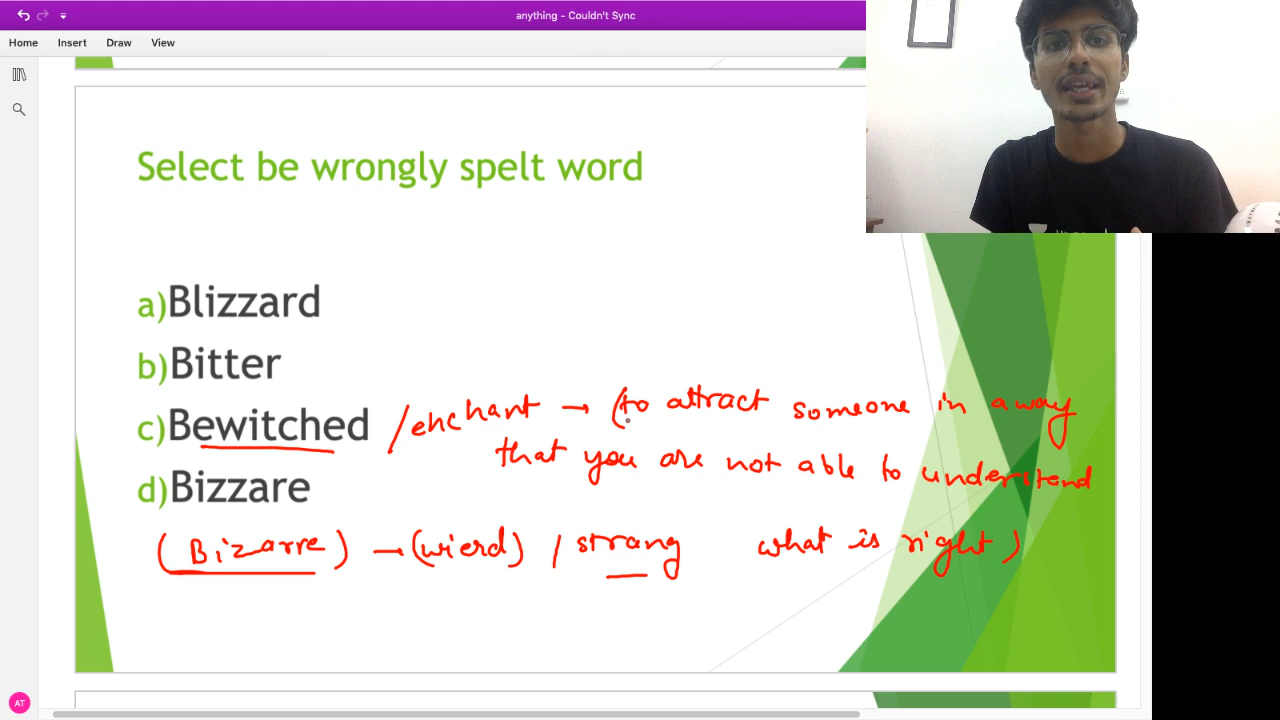 anything - Couldn't Sync
Home Insert Draw View
Select be wrongly spelt word
a)Blizzard
b)Bitter
c)Bewitched /enchant → (to attract someone in a way
that you are not able to understand
d)Bizzare
(Bizarre) → (wierd) / strang what is right)
AT